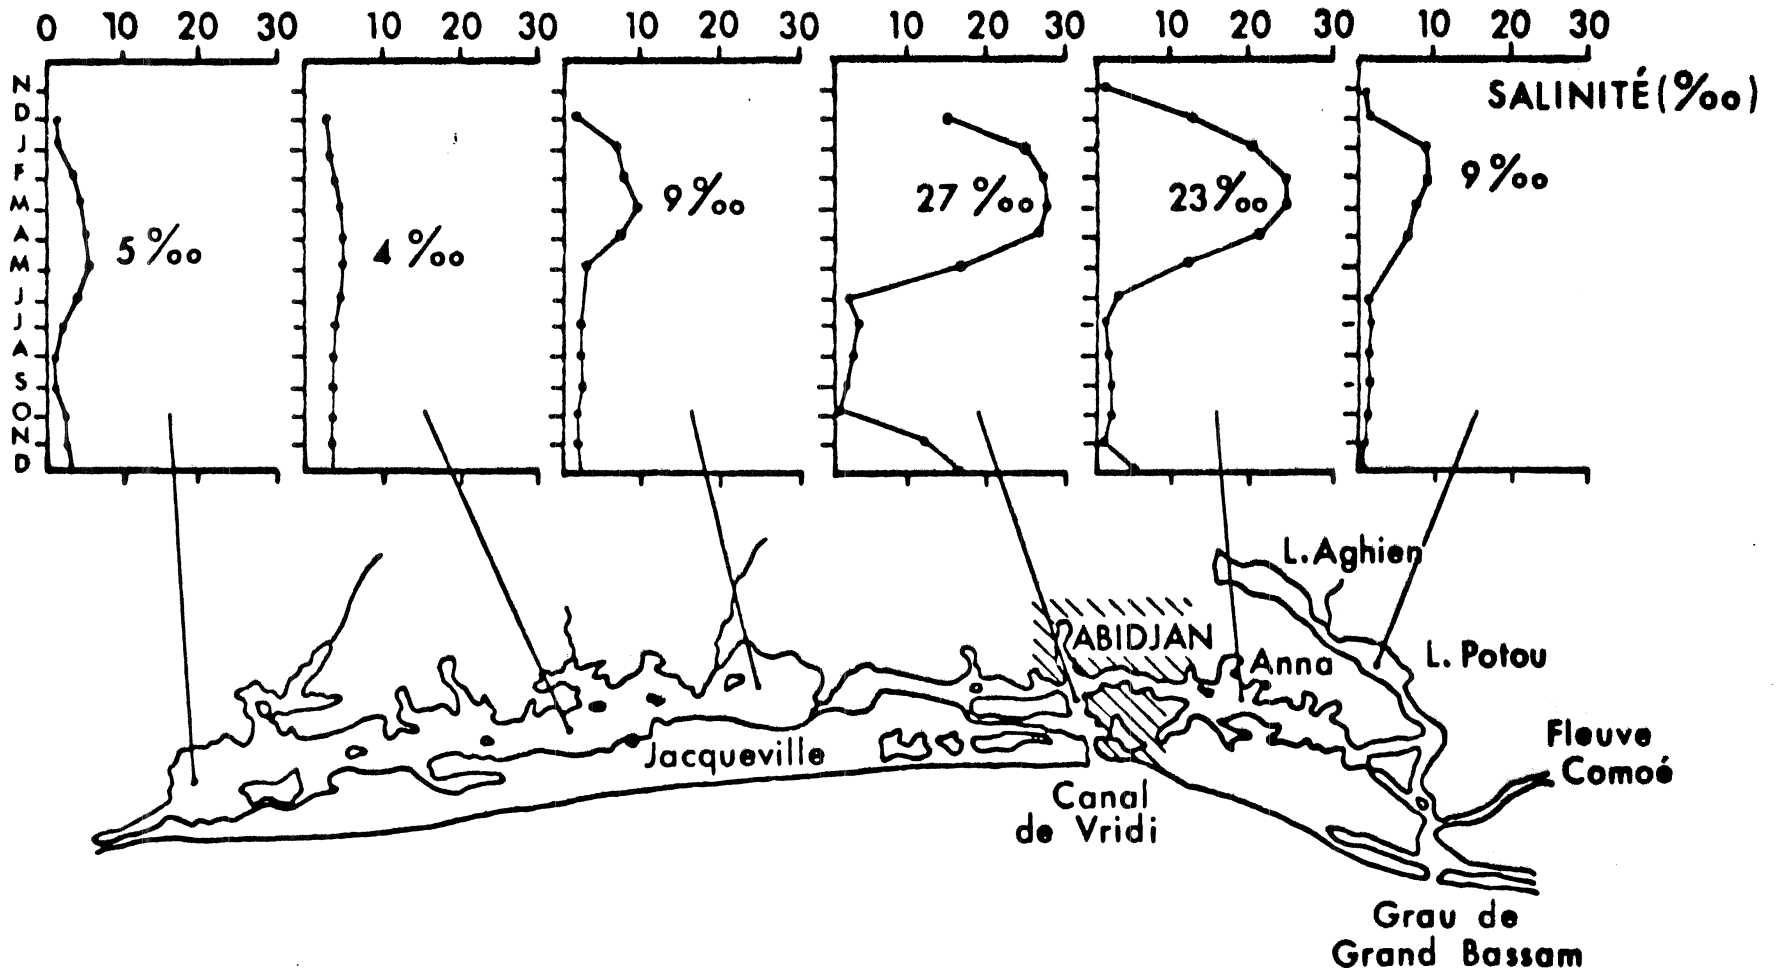 0 10 20 30 10 20 30 10 20 30 10 20 30 10 20 30 10 20 30
N
D
J
F
M
A
M
J
J
A
S
O
N
D
SALINITÉ (‰)
5‰
4‰
9‰
27‰
23‰
9‰
L. Aghien
ABIDJAN
Anna
L. Potou
Jacqueville
Fleuve
Comoé
Canal
de Vridi
Grau de
Grand Bassam